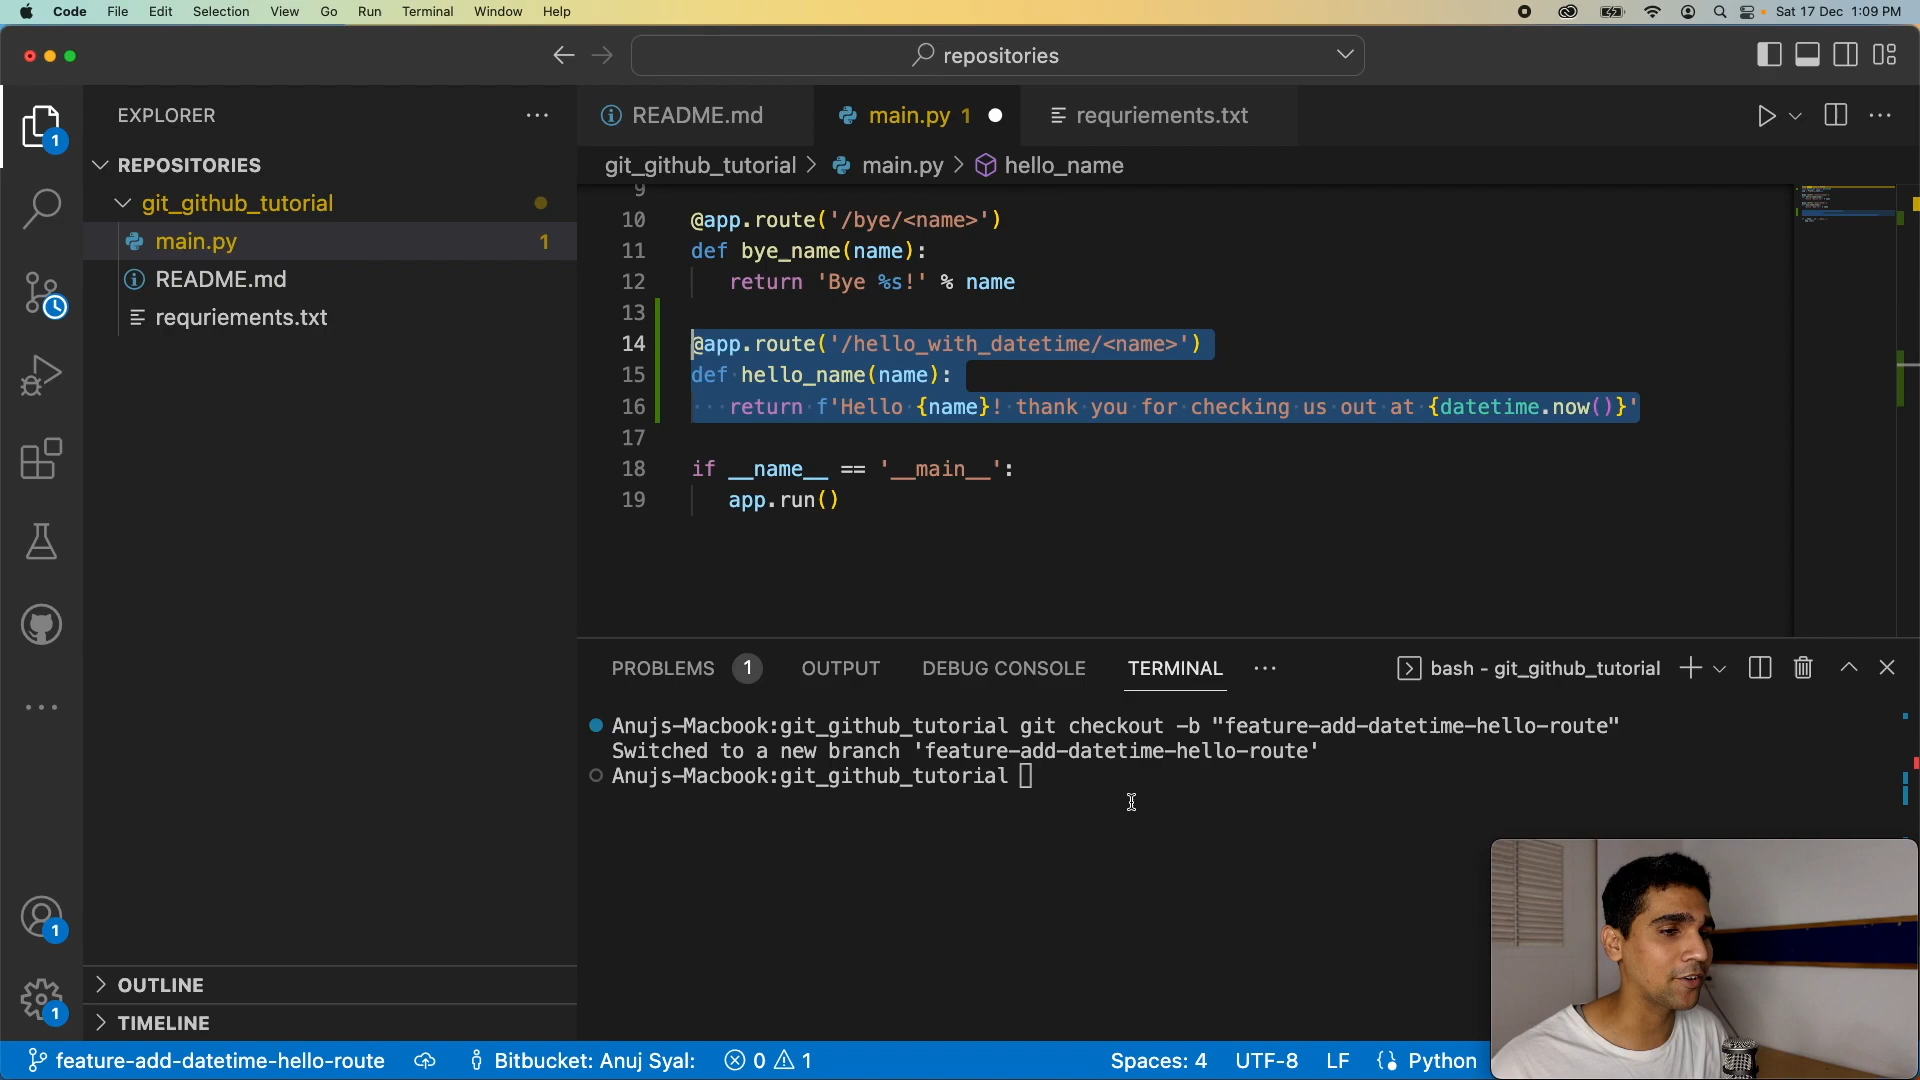 Code File Edit Selection View Go Run Terminal Window Help Sat 17 Dec 1:09 PM
repositories
EXPLORER
README.md main.py 1 requriements.txt
REPOSITORIES
git_github_tutorial > main.py > hello_name
git_github_tutorial
main.py 1
README.md
requriements.txt
9
10 @app.route('/bye/<name>')
11 def bye_name(name):
12 return 'Bye %s!' % name
13
14 @app.route('/hello_with_datetime/<name>')
15 def hello_name(name):
16 return f'Hello {name}! thank you for checking us out at {datetime.now()}'
17
18 if __name__ == '__main__':
19 app.run()
PROBLEMS 1 OUTPUT DEBUG CONSOLE TERMINAL bash - git_github_tutorial
Anujs-Macbook:git_github_tutorial git checkout -b "feature-add-datetime-hello-route"
Switched to a new branch 'feature-add-datetime-hello-route'
Anujs-Macbook:git_github_tutorial
1
1
1
OUTLINE
TIMELINE
feature-add-datetime-hello-route Bitbucket: Anuj Syal: 0 1 Spaces: 4 UTF-8 LF Python